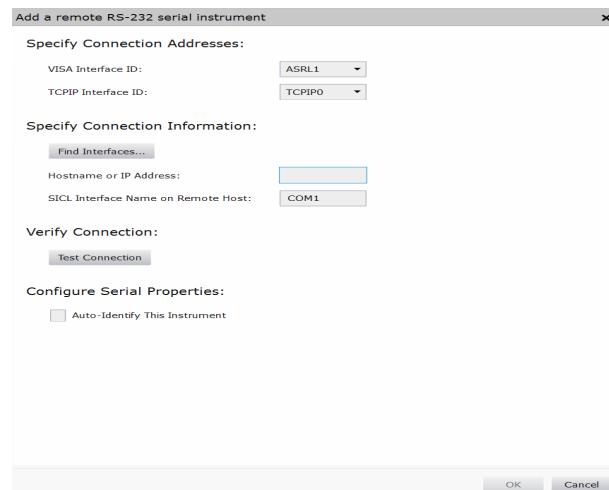 Add a remote RS-232 serial instrument
Specify Connection Addresses:
VISA Interface ID: ASRL1
TCPIP Interface ID: TCPIP0
Specify Connection Information:
Find Interfaces...
Hostname or IP Address:
SICL Interface Name on Remote Host: COM1
Verify Connection:
Test Connection
Configure Serial Properties:
Auto-Identify This Instrument
OK Cancel